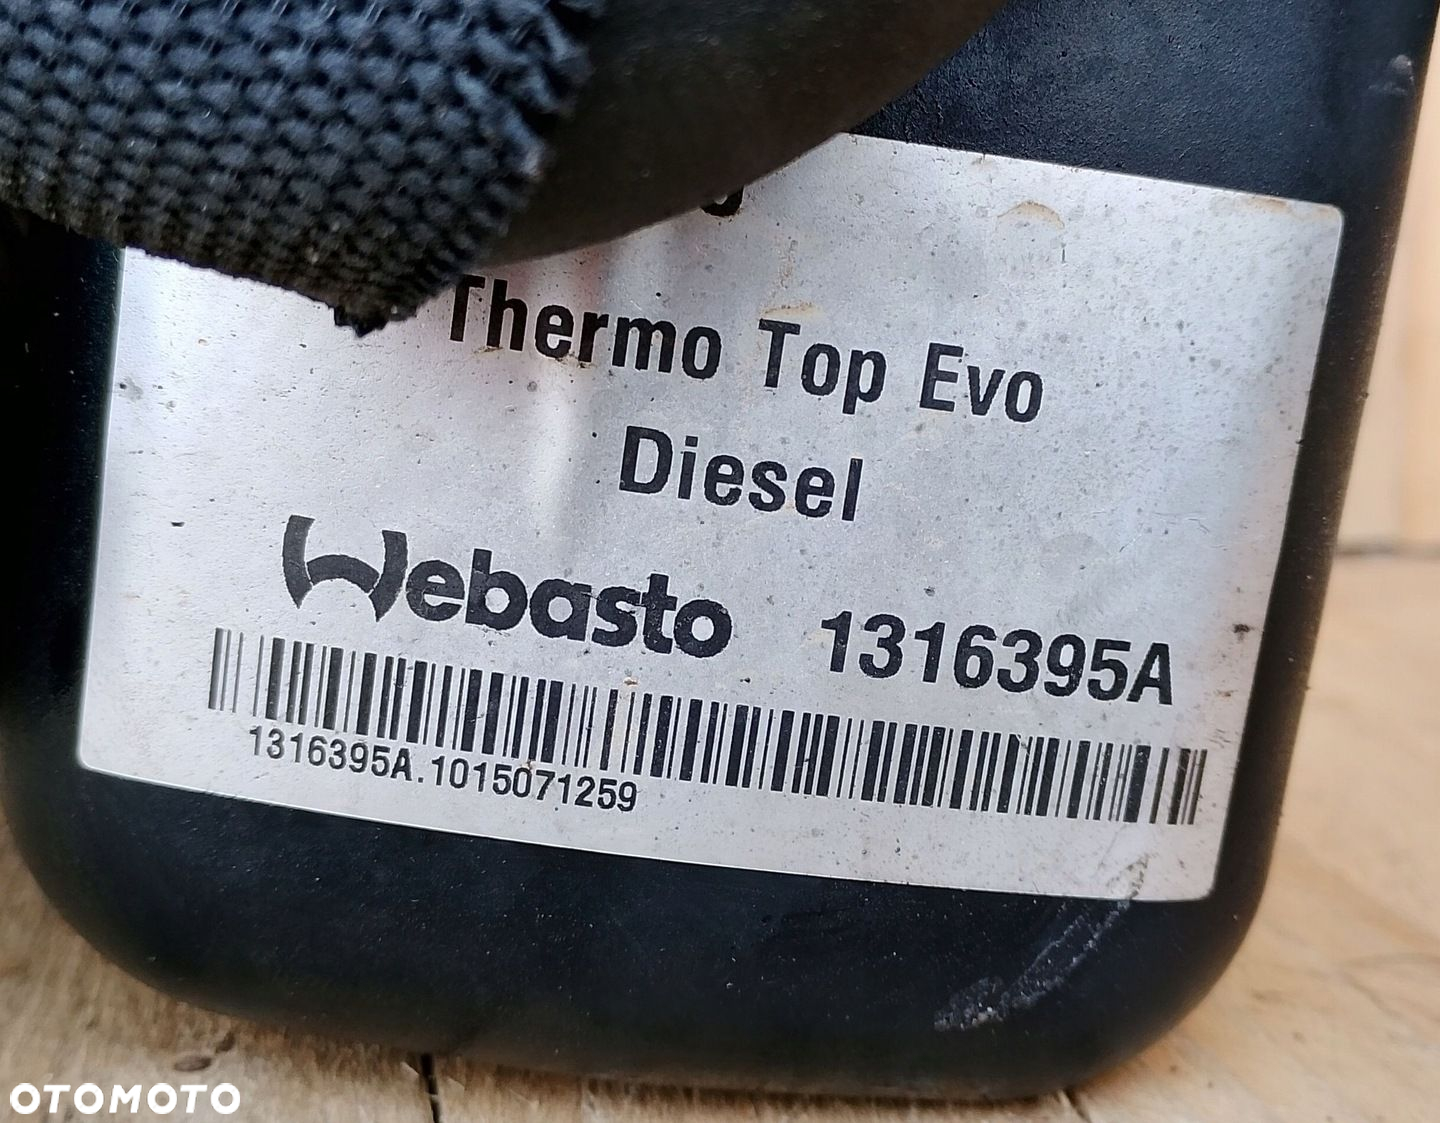 Thermo Top Evo
Diesel
Webasto 1316395A
1316395A.1015071259
OTOMOTO